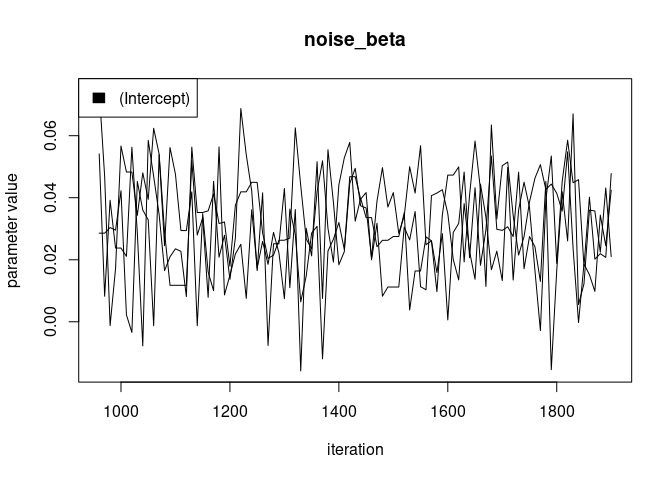 noise_beta
(Intercept)
parameter value
0.06
0.04
0.02
0.00
1000 1200 1400 1600 1800
iteration